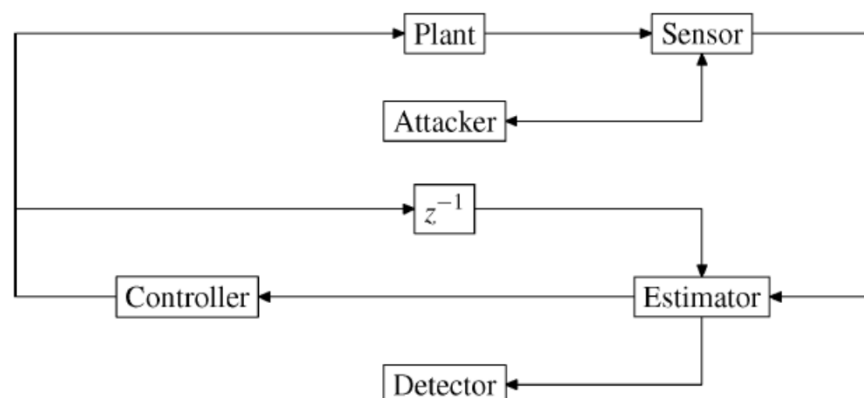 Plant
Sensor
Attacker
z⁻¹
Controller
Estimator
Detector